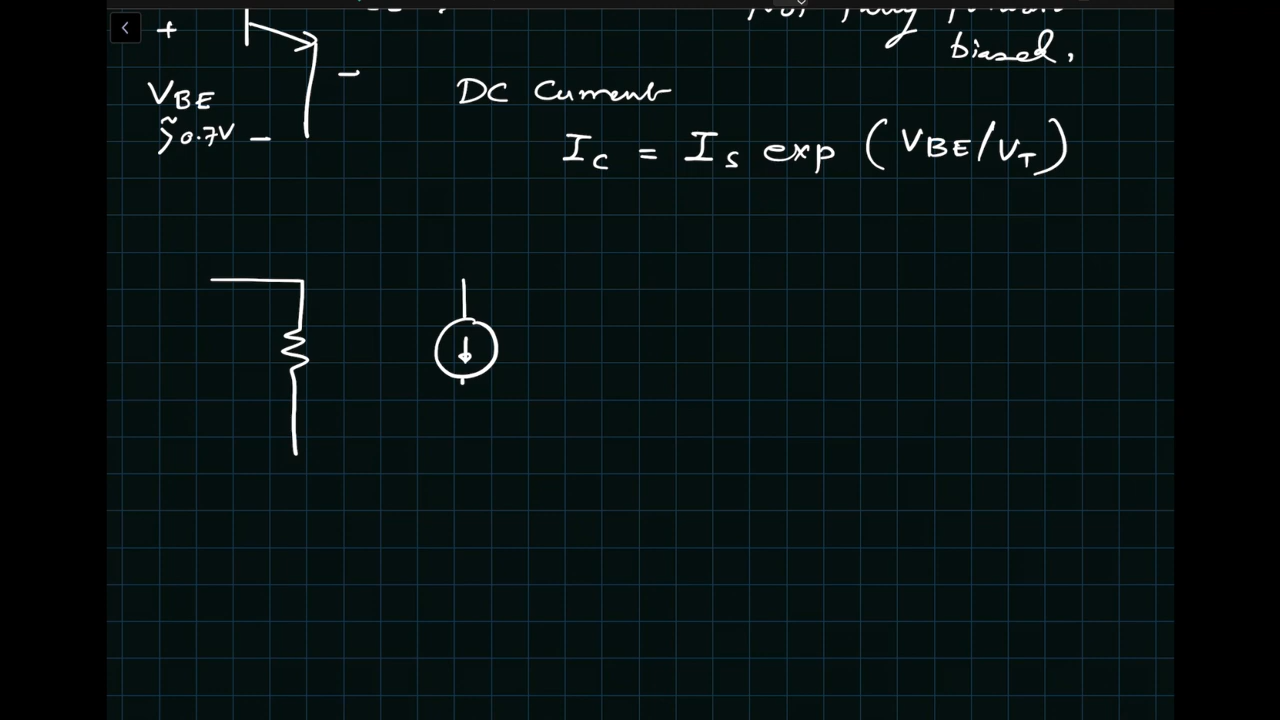 biased.
+
-
VBE
≳ 0.7V -
DC Current
IC = IS exp (VBE/VT)